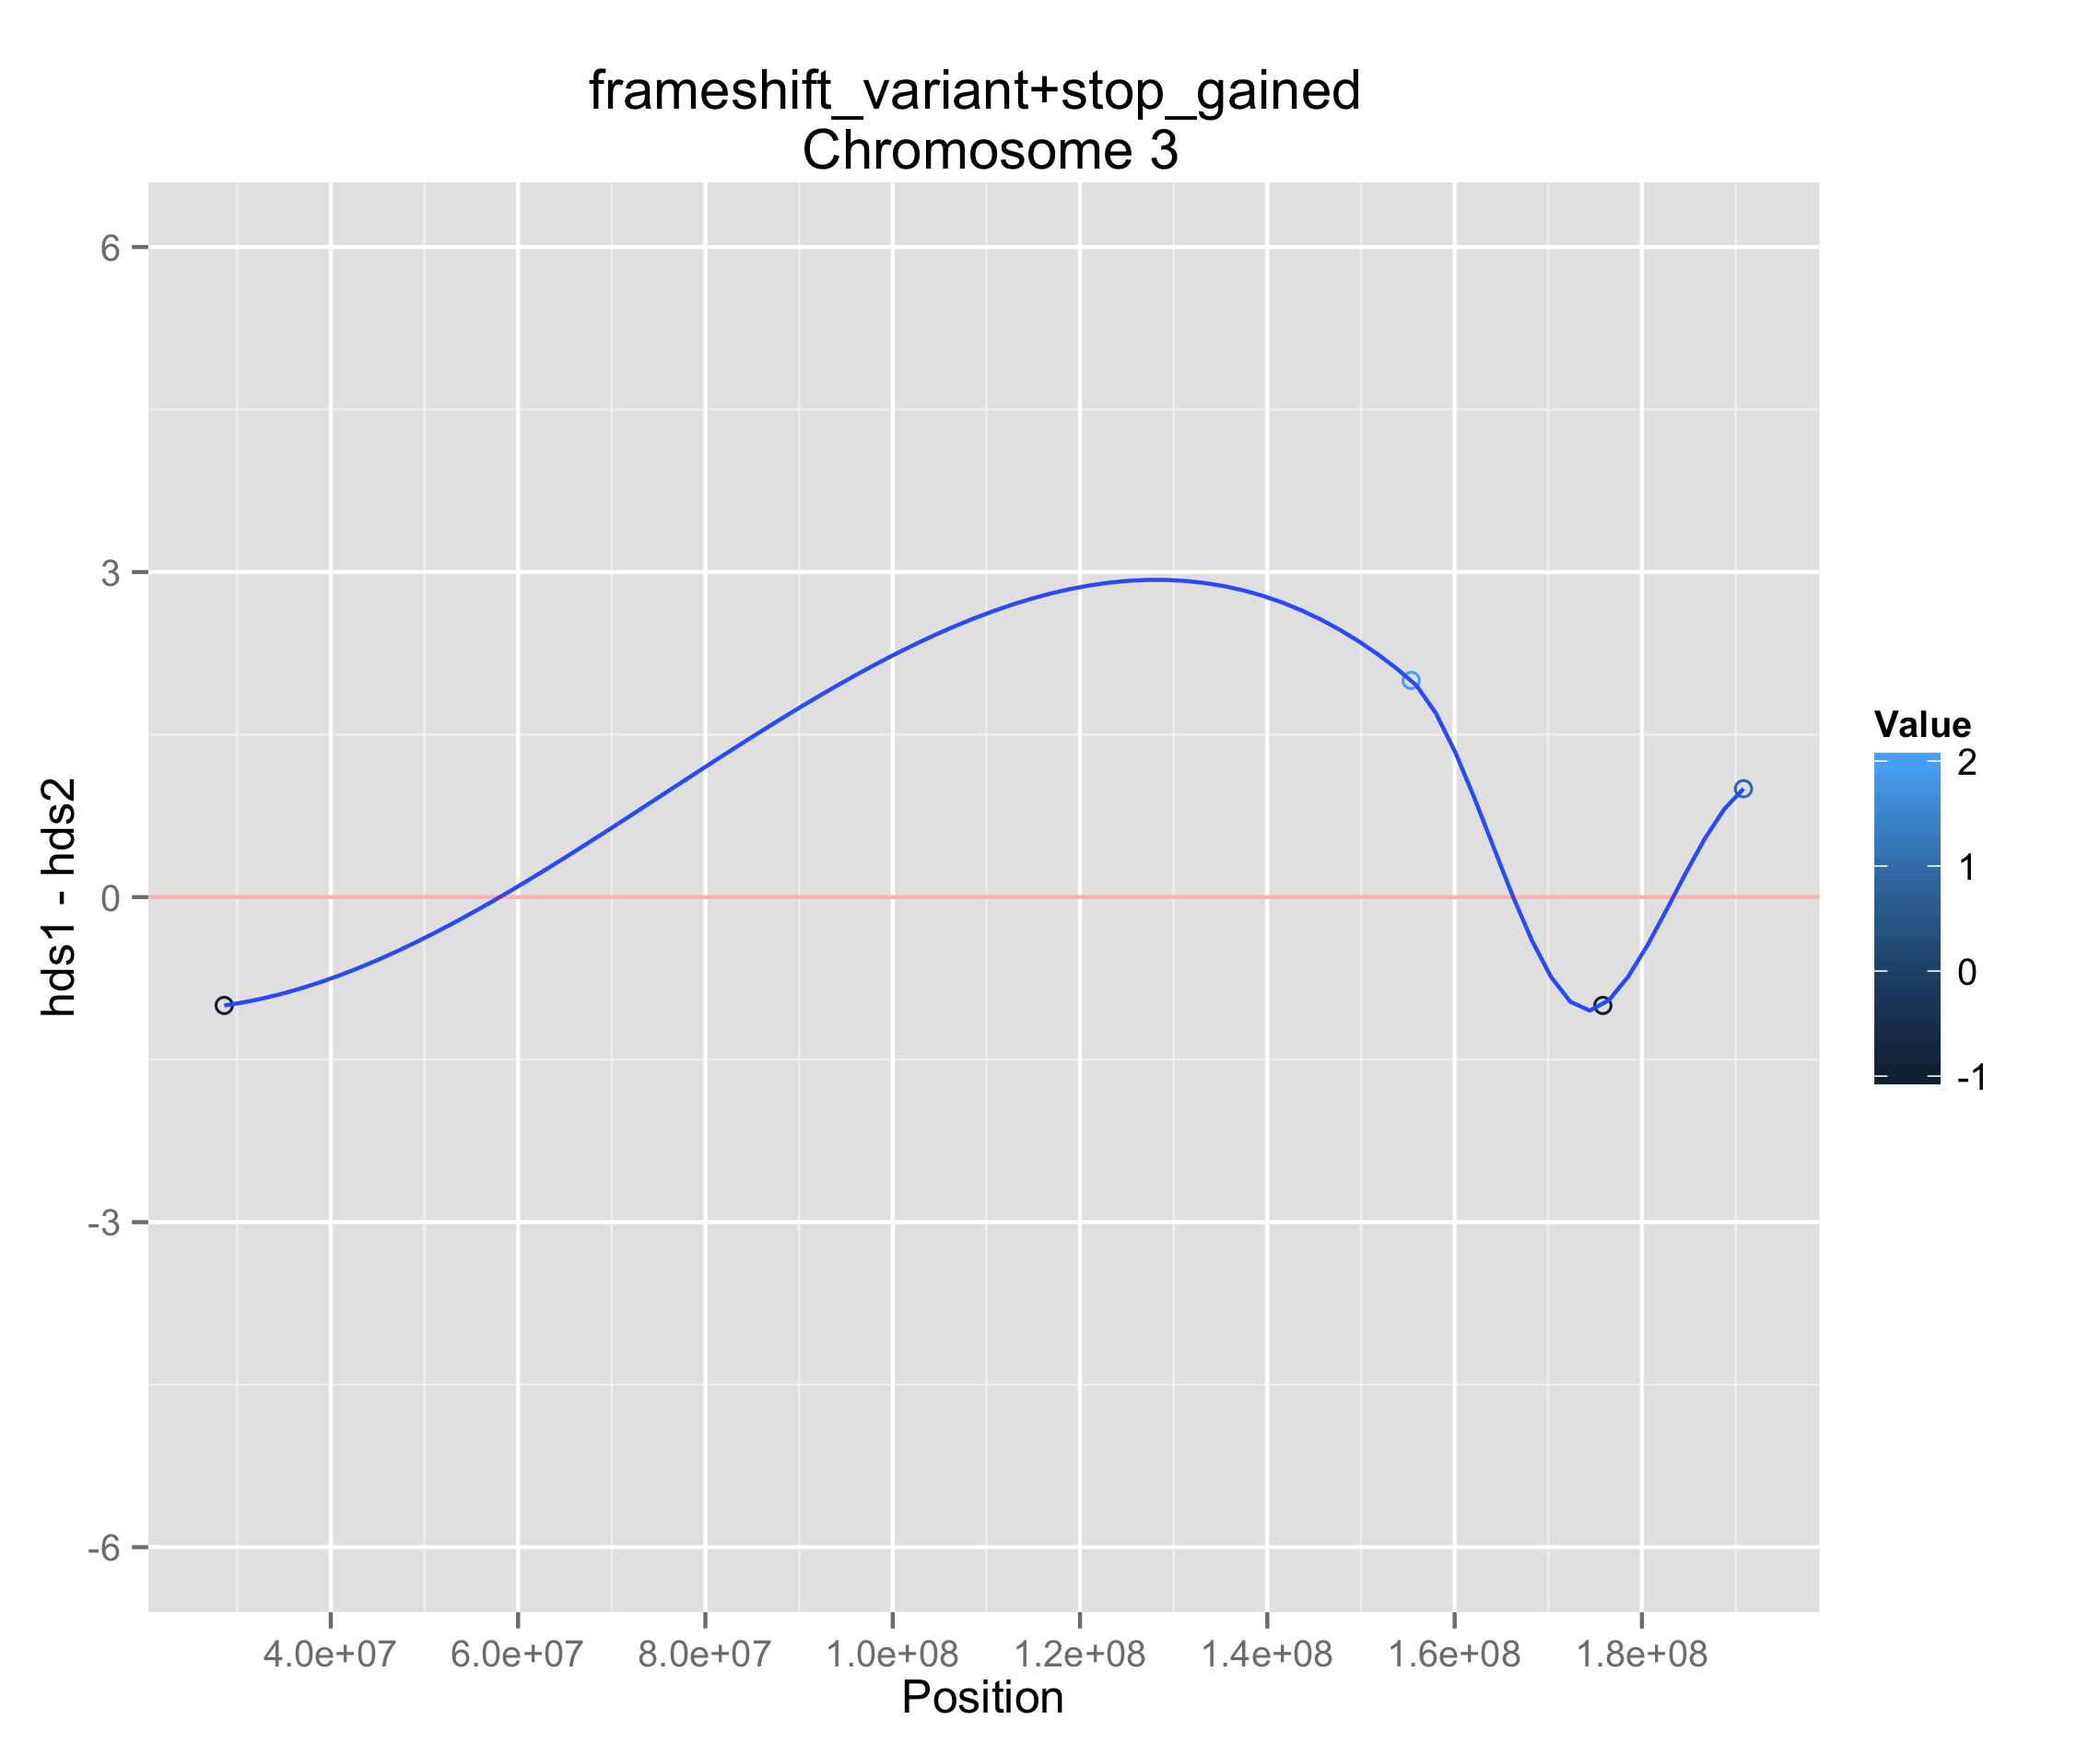 frameshift_variant+stop_gained
Chromosome 3
6
3
0
-3
-6
hds1 - hds2
4.0e+07 6.0e+07 8.0e+07 1.0e+08 1.2e+08 1.4e+08 1.6e+08 1.8e+08
Position
Value
2
1
0
-1